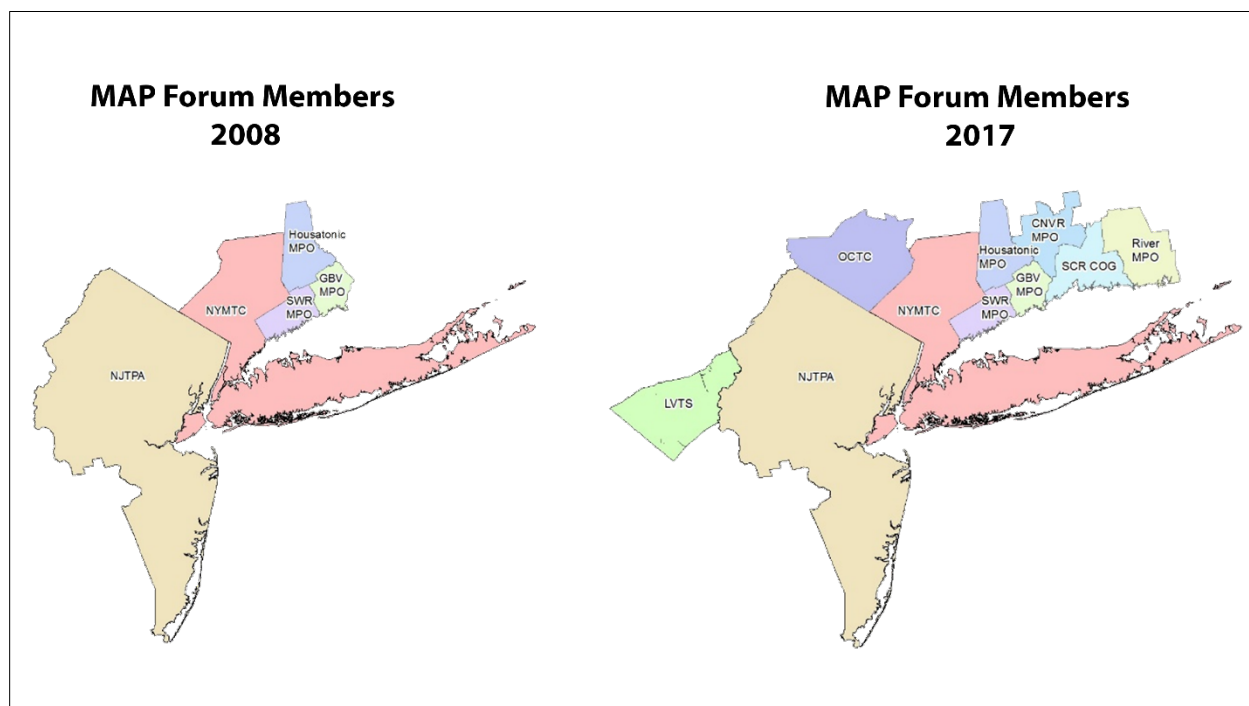 MAP Forum Members
2008
Housatonic
MPO
GBV
MPO
SWR
MPO
NYMTC
NJTPA
MAP Forum Members
2017
OCTC
NYMTC
Housatonic
MPO
CNVR
MPO
GBV
MPO
SWR
MPO
SCR COG
River
MPO
NJTPA
LVTS